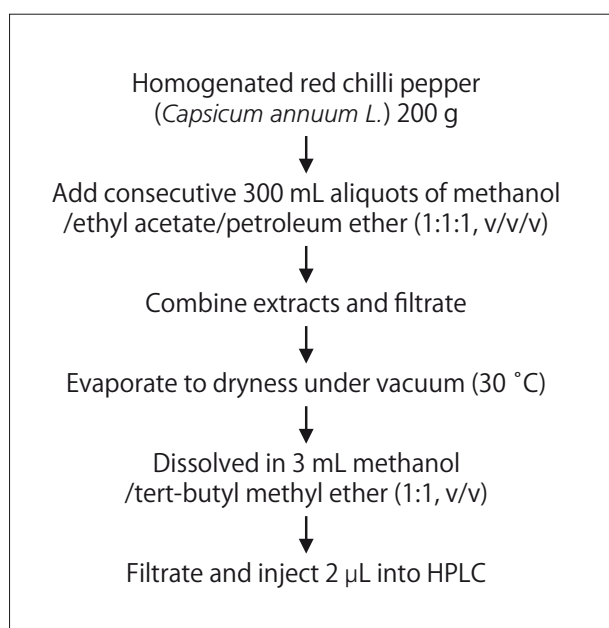 Homogenated red chilli pepper
(Capsicum annuum L.) 200 g
Add consecutive 300 mL aliquots of methanol
/ethyl acetate/petroleum ether (1:1:1, v/v/v)
Combine extracts and filtrate
Evaporate to dryness under vacuum (30 ˚C)
Dissolved in 3 mL methanol
/tert-butyl methyl ether (1:1, v/v)
Filtrate and inject 2 µL into HPLC